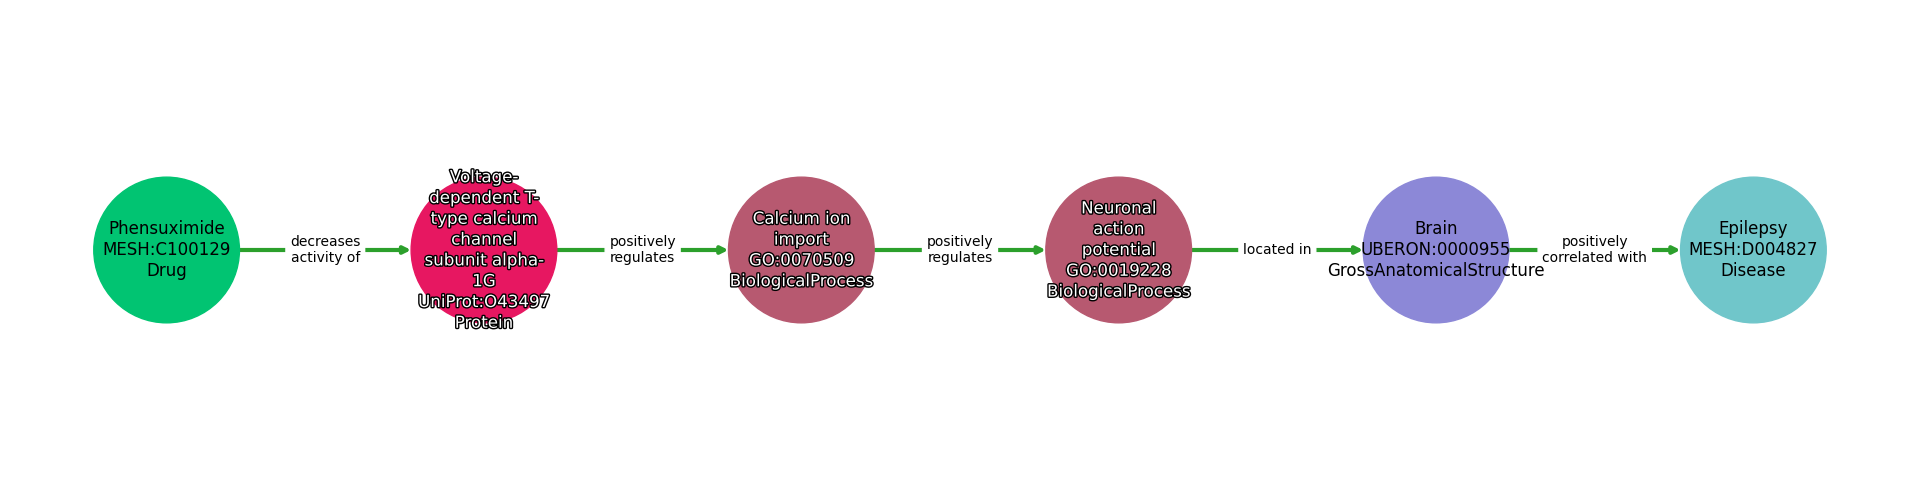 Phensuximide
MESH:C100129
Drug
decreases
activity of
Voltage-
dependent T-
type calcium
channel
subunit alpha-
1G
UniProt:O43497
Protein
positively
regulates
Calcium ion
import
GO:0070509
BiologicalProcess
positively
regulates
Neuronal
action
potential
GO:0019228
BiologicalProcess
located in
Brain
UBERON:0000955
GrossAnatomicalStructure
positively
correlated with
Epilepsy
MESH:D004827
Disease